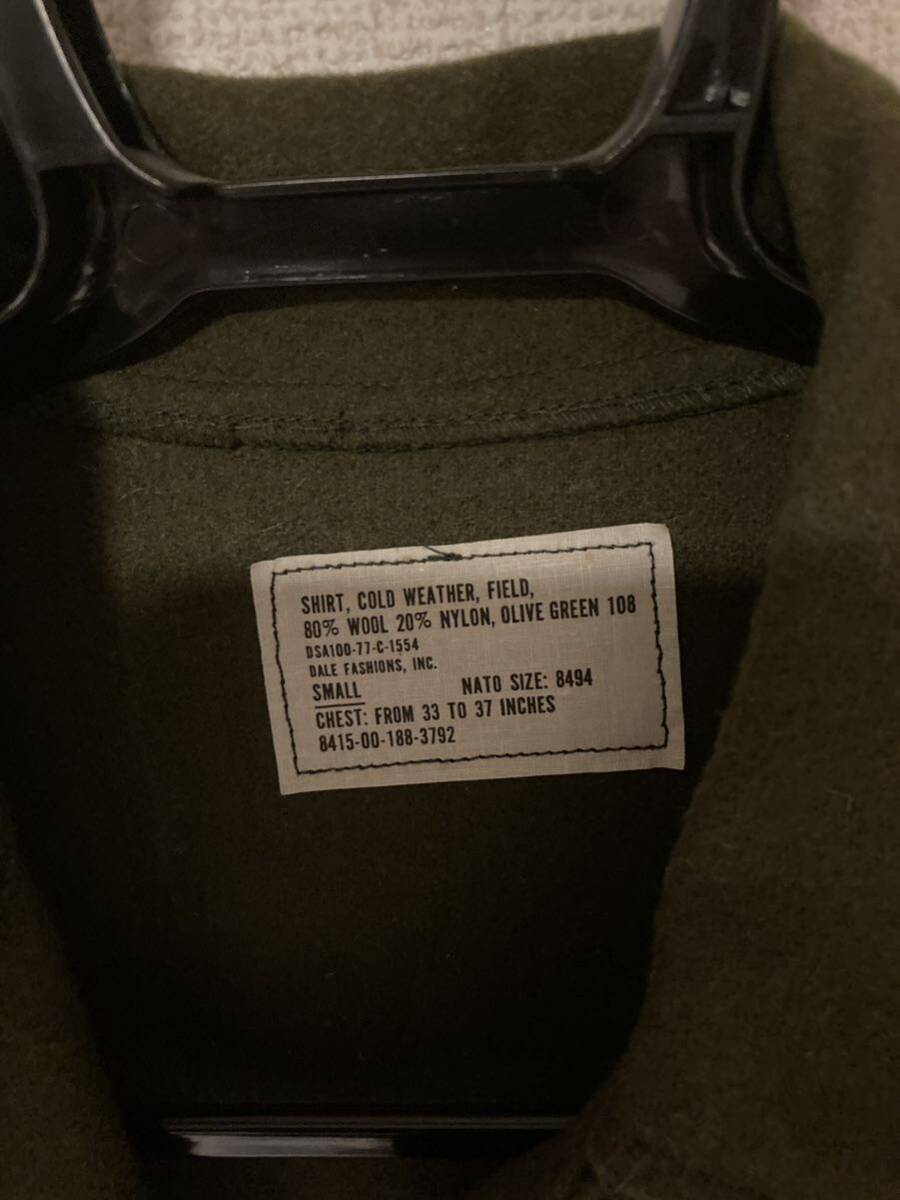 SHIRT, COLD WEATHER, FIELD,
80% WOOL 20% NYLON, OLIVE GREEN 108
DSA100-77-C-1554
DALE FASHIONS, INC.
SMALL NATO SIZE: 8494
CHEST: FROM 33 TO 37 INCHES
8415-00-188-3792